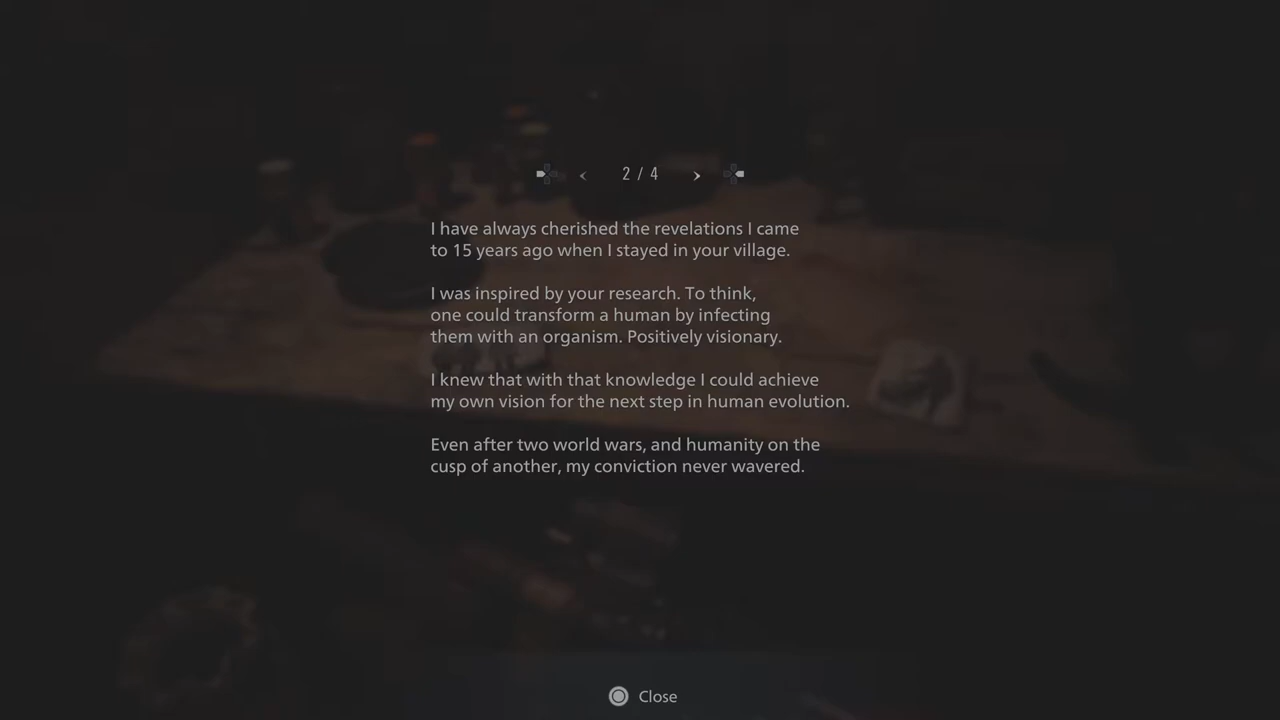 2 / 4
I have always cherished the revelations I came
to 15 years ago when I stayed in your village.
I was inspired by your research. To think,
one could transform a human by infecting
them with an organism. Positively visionary.
I knew that with that knowledge I could achieve
my own vision for the next step in human evolution.
Even after two world wars, and humanity on the
cusp of another, my conviction never wavered.
Close